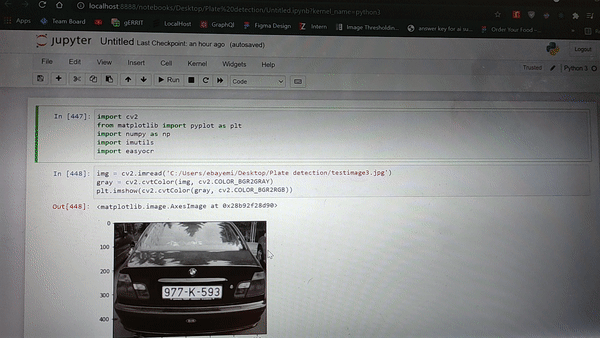 localhost:8888/notebooks/Desktop/Plate%20detection/Untitled.ipynb?kernel_name=python3
Apps Teams gERRIT LocalHost GraphQl Figma Design Intern Image Thresholdin... answer key for ai su... Order Your Food -...
jupyter Untitled Last Checkpoint: an hour ago (autosaved) Logout
File Edit View Insert Cell Kernel Widgets Help Trusted Python 3
Run Code
In [447]: import cv2
from matplotlib import pyplot as plt
import numpy as np
import imutils
import easyocr
In [448]: img = cv2.imread('C:/Users/ebayemi/Desktop/Plate detection/testimage3.jpg')
gray = cv2.cvtColor(img, cv2.COLOR_BGR2GRAY)
plt.imshow(cv2.cvtColor(gray, cv2.COLOR_BGR2RGB))
Out[448]: <matplotlib.image.AxesImage at 0x28b92f28d90>
0
100
200
300
977-K-593
400